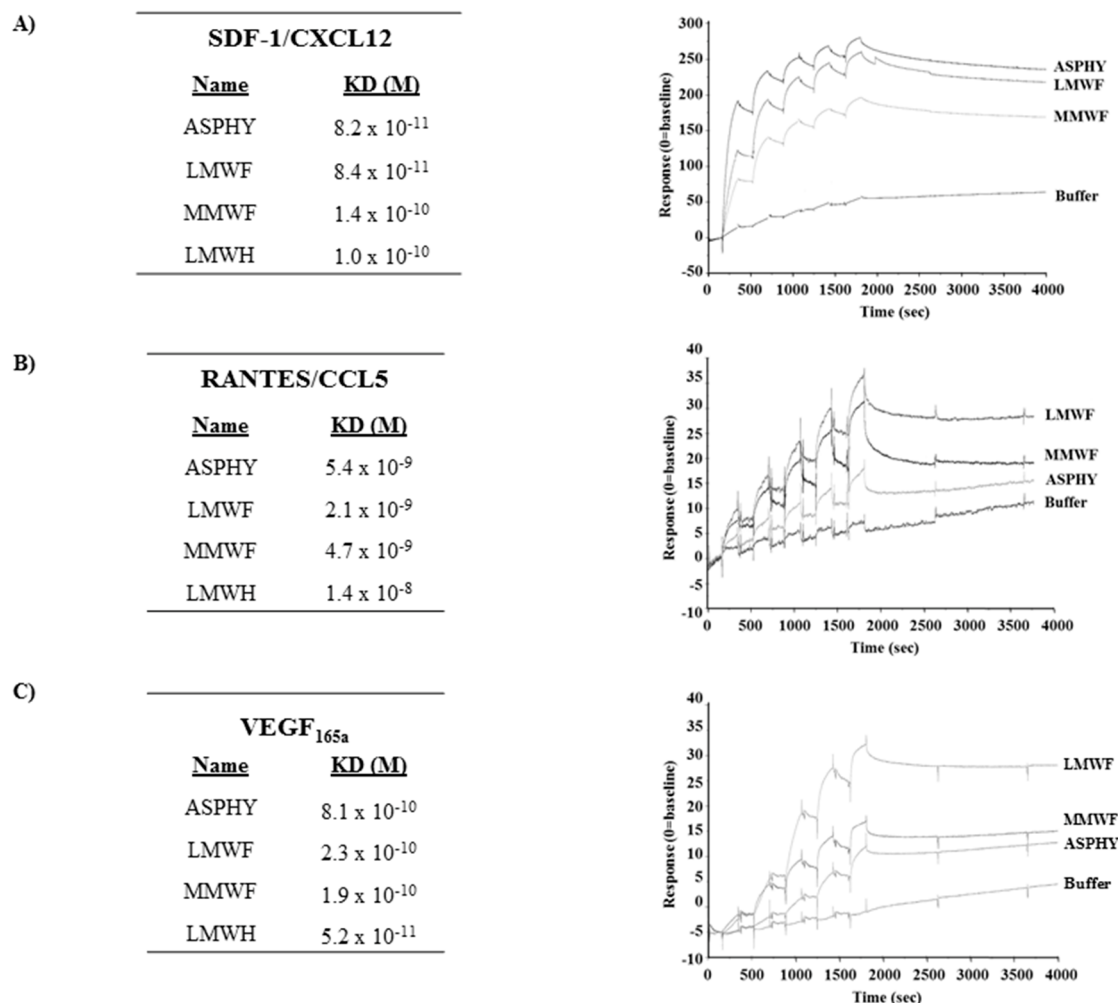 A)
SDF-1/CXCL12
Name KD (M)
ASPHY 8.2 x 10⁻¹¹
LMWF 8.4 x 10⁻¹¹
MMWF 1.4 x 10⁻¹⁰
LMWH 1.0 x 10⁻¹⁰
Response (0=baseline)
300
250
200
150
100
50
0
-50
0 500 1000 1500 2000 2500 3000 3500 4000
Time (sec)
ASPHY
LMWF
MMWF
Buffer
B)
RANTES/CCL5
Name KD (M)
ASPHY 5.4 x 10⁻⁹
LMWF 2.1 x 10⁻⁹
MMWF 4.7 x 10⁻⁹
LMWH 1.4 x 10⁻⁸
Response (0=baseline)
40
35
30
25
20
15
10
5
0
-5
-10
0 500 1000 1500 2000 2500 3000 3500 4000
Time (sec)
LMWF
MMWF
ASPHY
Buffer
C)
VEGF₁₆₅ₐ
Name KD (M)
ASPHY 8.1 x 10⁻¹⁰
LMWF 2.3 x 10⁻¹⁰
MMWF 1.9 x 10⁻¹⁰
LMWH 5.2 x 10⁻¹¹
Response (0=baseline)
40
35
30
25
20
15
10
5
0
-5
-10
0 500 1000 1500 2000 2500 3000 3500 4000
Time (sec)
LMWF
MMWF
ASPHY
Buffer